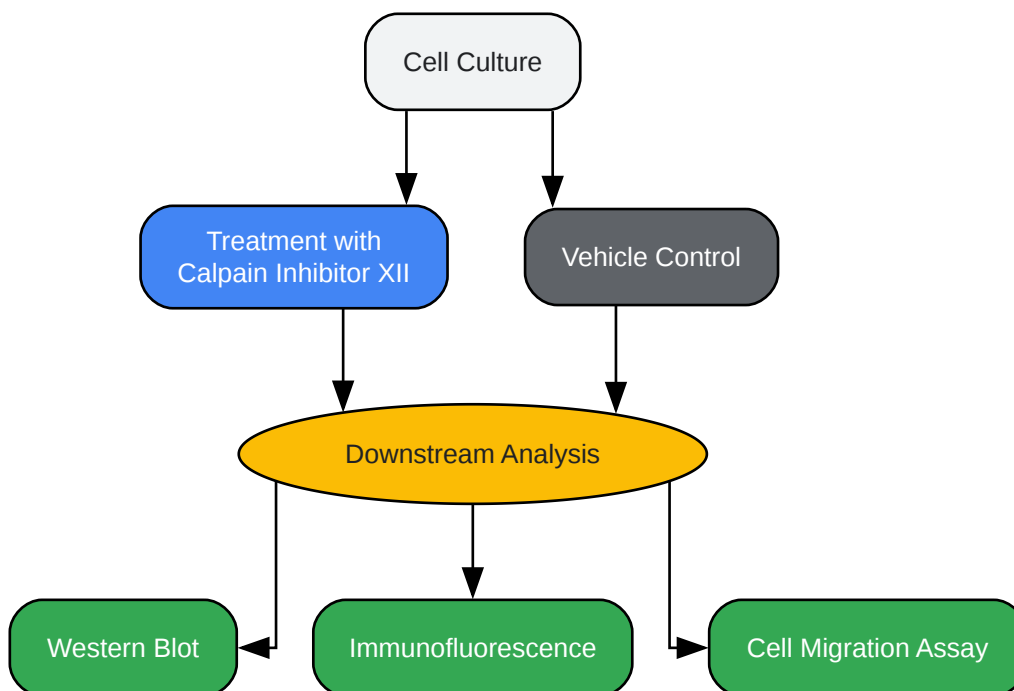 Cell Culture
Treatment with
Calpain Inhibitor XII
Vehicle Control
Downstream Analysis
Western Blot
Immunofluorescence
Cell Migration Assay